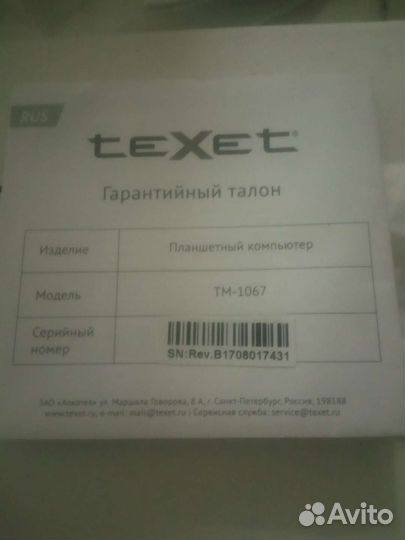 RUS
texet®
Гарантийный талон
Изделие Планшетный компьютер
Модель TM-1067
Серийный номер
SN:Rev.B1708017431
ЗАО «Алкотел» ул. Маршала Говорова, 8 А, г. Санкт-Петербург, Россия, 198188
www.texet.ru, e-mail: mail@texet.ru | Сервисная служба: service@texet.ru
Avito